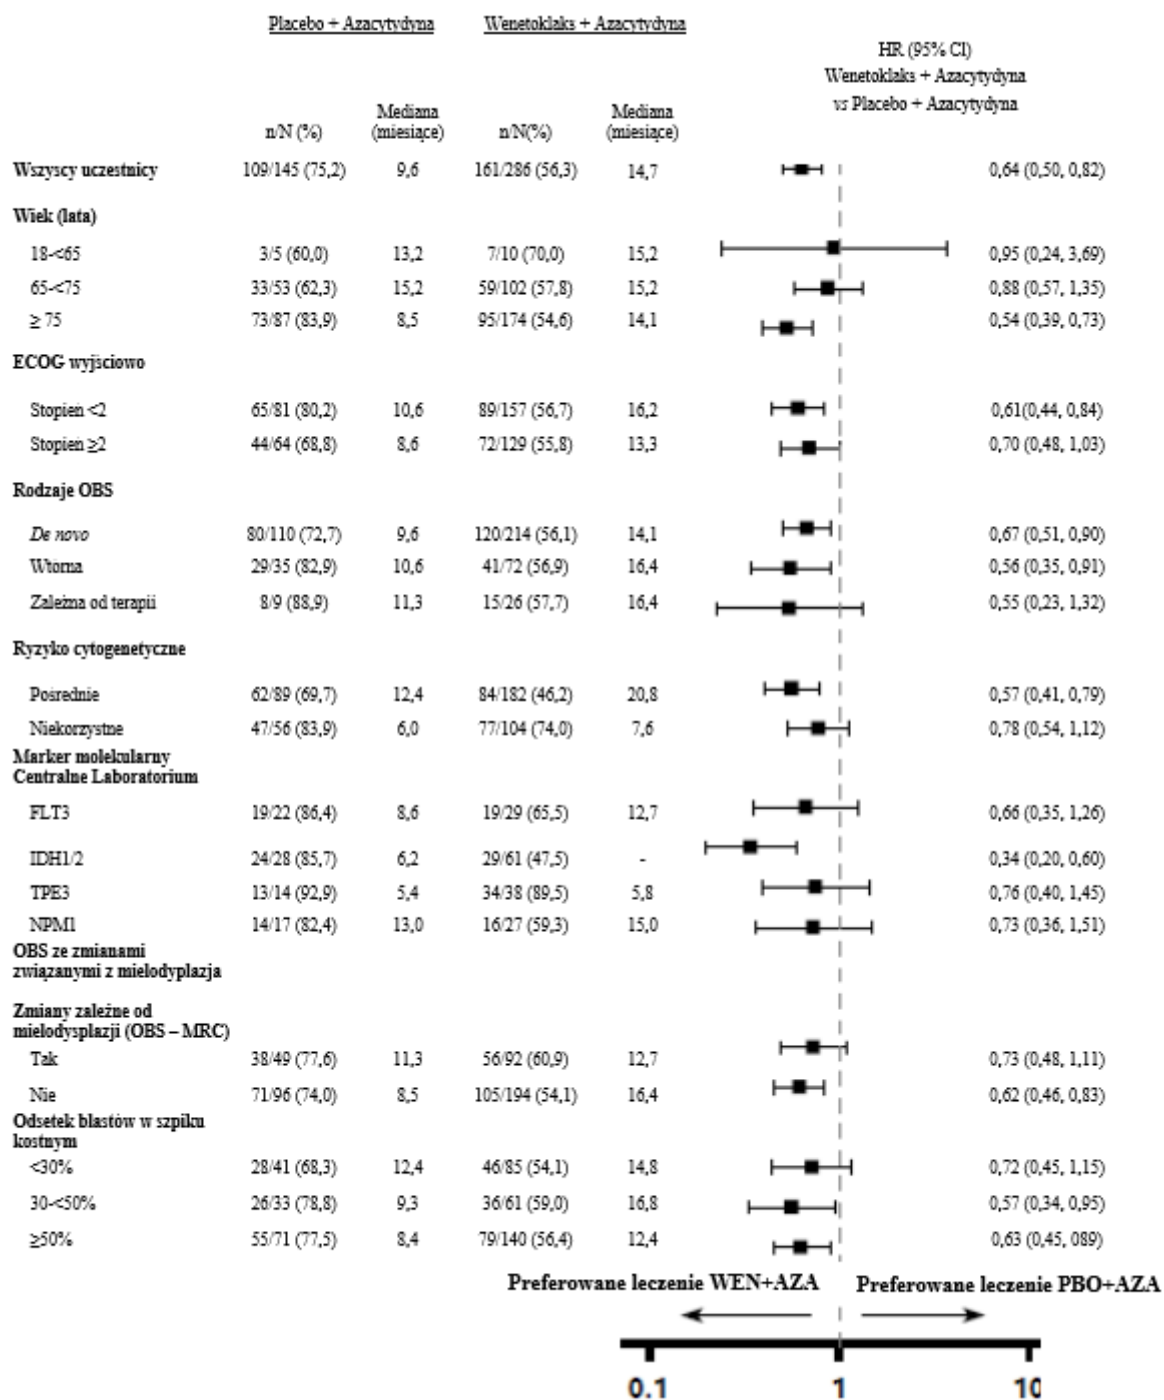 Placebo + Azacytydyna Wenetoklaks + Azacytydyna
HR (95% CI)
Wenetoklaks + Azacytydyna
vs Placebo + Azacytydyna
n/N (%) Mediana (miesiące) n/N(%) Mediana (miesiące)
Wszyscy uczestnicy 109/145 (75,2) 9,6 161/286 (56,3) 14,7 0,64 (0,50, 0,82)
Wiek (lata)
18-<65 3/5 (60,0) 13,2 7/10 (70,0) 15,2 0,95 (0,24, 3,69)
65-<75 33/53 (62,3) 15,2 59/102 (57,8) 15,2 0,88 (0,57, 1,35)
≥ 75 73/87 (83,9) 8,5 95/174 (54,6) 14,1 0,54 (0,39, 0,73)
ECOG wyjściowo
Stopień <2 65/81 (80,2) 10,6 89/157 (56,7) 16,2 0,61(0,44, 0,84)
Stopień ≥2 44/64 (68,8) 8,6 72/129 (55,8) 13,3 0,70 (0,48, 1,03)
Rodzaje OBS
De novo 80/110 (72,7) 9,6 120/214 (56,1) 14,1 0,67 (0,51, 0,90)
Wtórna 29/35 (82,9) 10,6 41/72 (56,9) 16,4 0,56 (0,35, 0,91)
Zależna od terapii 8/9 (88,9) 11,3 15/26 (57,7) 16,4 0,55 (0,23, 1,32)
Ryzyko cytogenetyczne
Pośrednie 62/89 (69,7) 12,4 84/182 (46,2) 20,8 0,57 (0,41, 0,79)
Niekorzystne 47/56 (83,9) 6,0 77/104 (74,0) 7,6 0,78 (0,54, 1,12)
Marker molekularny
Centralne Laboratorium
FLT3 19/22 (86,4) 8,6 19/29 (65,5) 12,7 0,66 (0,35, 1,26)
IDH1/2 24/28 (85,7) 6,2 29/61 (47,5) - 0,34 (0,20, 0,60)
TPE3 13/14 (92,9) 5,4 34/38 (89,5) 5,8 0,76 (0,40, 1,45)
NPM1 14/17 (82,4) 13,0 16/27 (59,3) 15,0 0,73 (0,36, 1,51)
OBS ze zmianami
związanymi z mielodyplazja
Zmiany zależne od
mielodysplazji (OBS – MRC)
Tak 38/49 (77,6) 11,3 56/92 (60,9) 12,7 0,73 (0,48, 1,11)
Nie 71/96 (74,0) 8,5 105/194 (54,1) 16,4 0,62 (0,46, 0,83)
Odsetek blastów w szpiku
kostnym
<30% 28/41 (68,3) 12,4 46/85 (54,1) 14,8 0,72 (0,45, 1,15)
30-<50% 26/33 (78,8) 9,3 36/61 (59,0) 16,8 0,57 (0,34, 0,95)
≥50% 55/71 (77,5) 8,4 79/140 (56,4) 12,4 0,63 (0,45, 089)
Preferowane leczenie WEN+AZA Preferowane leczenie PBO+AZA
0.1 1 10